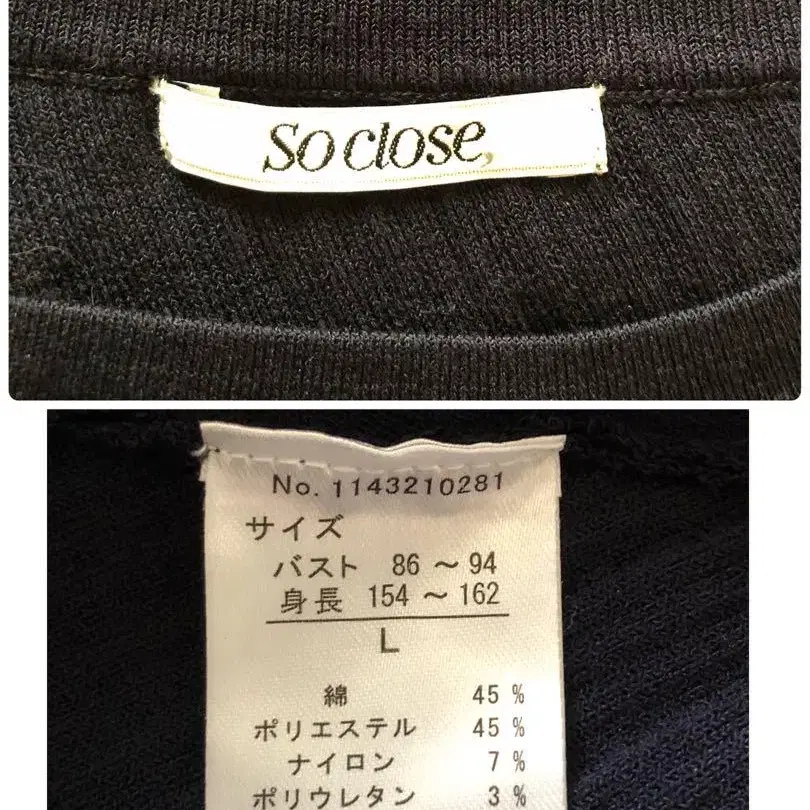 so close,
No. 1143210281
サイズ
バスト 86 ～ 94
身長 154 ～ 162
L
綿 45 %
ポリエステル 45 %
ナイロン 7 %
ポリウレタン 3 %